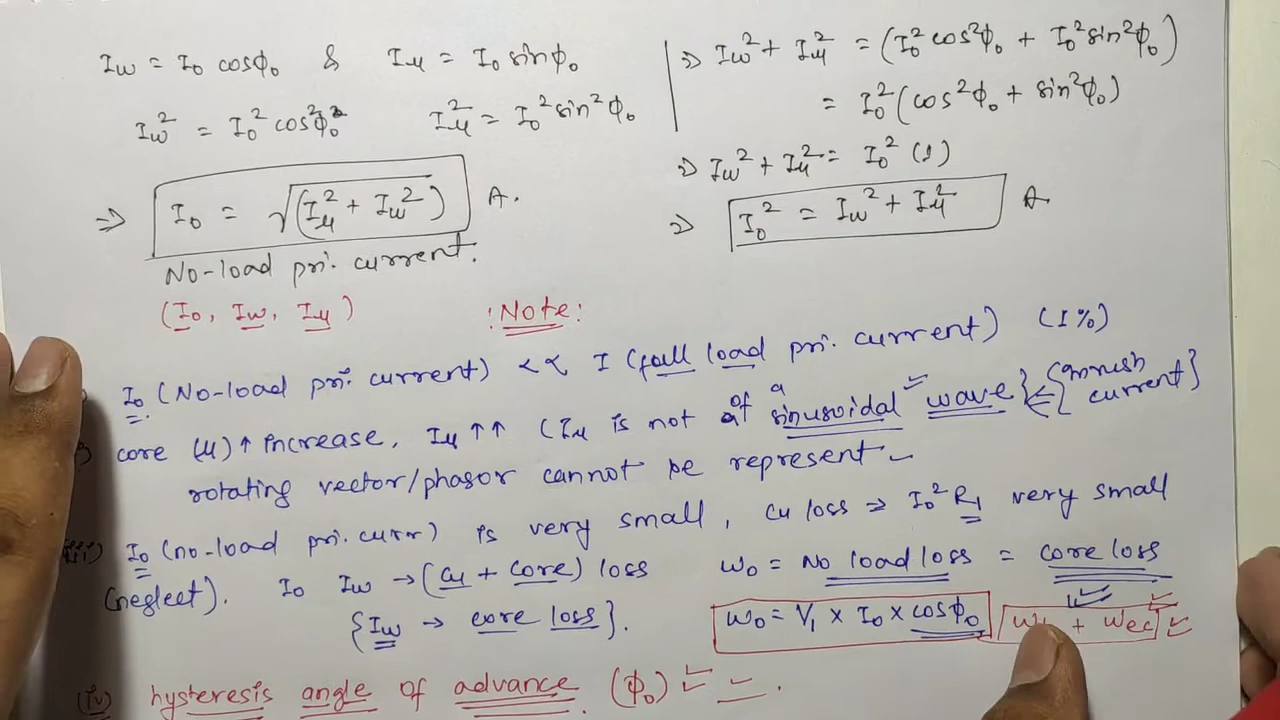 Iw = I₀ cosφ₀ & Iμ = I₀ sinφ₀
Iw² = I₀² cos²φ₀² Iμ² = I₀² sin² φ₀
⇒ I₀ = √(Iμ² + Iw²) A.
No-load pri. current.
(I₀, Iw, Iμ)
⇒ Iw² + Iμ² = (I₀² cos²φ₀ + I₀² sin²φ₀)
= I₀² (cos²φ₀ + sin²φ₀)
⇒ Iw² + Iμ² = I₀² (1)
⇒ I₀² = Iw² + Iμ² A
: Note :
I₀ (No-load pri. current) << I (full load pri. current) (1%)
core (μ) ↑ increase, Iμ ↑↑ (Iμ is not of a sinusoidal wave} ⇐ {inrush current}
rotating vector/phasor cannot be represent.
iii) I₀ (no-load pri. curr) is very small, cu loss ⇒ I₀² R₁ very small
(neglect). I₀ Iw → (cu + core) loss W₀ = No load loss = core loss
{Iw → core loss}. W₀ = V₁ × I₀ × cosφ₀ + Wec
(iv) hysteresis angle of advance. (φ₀)